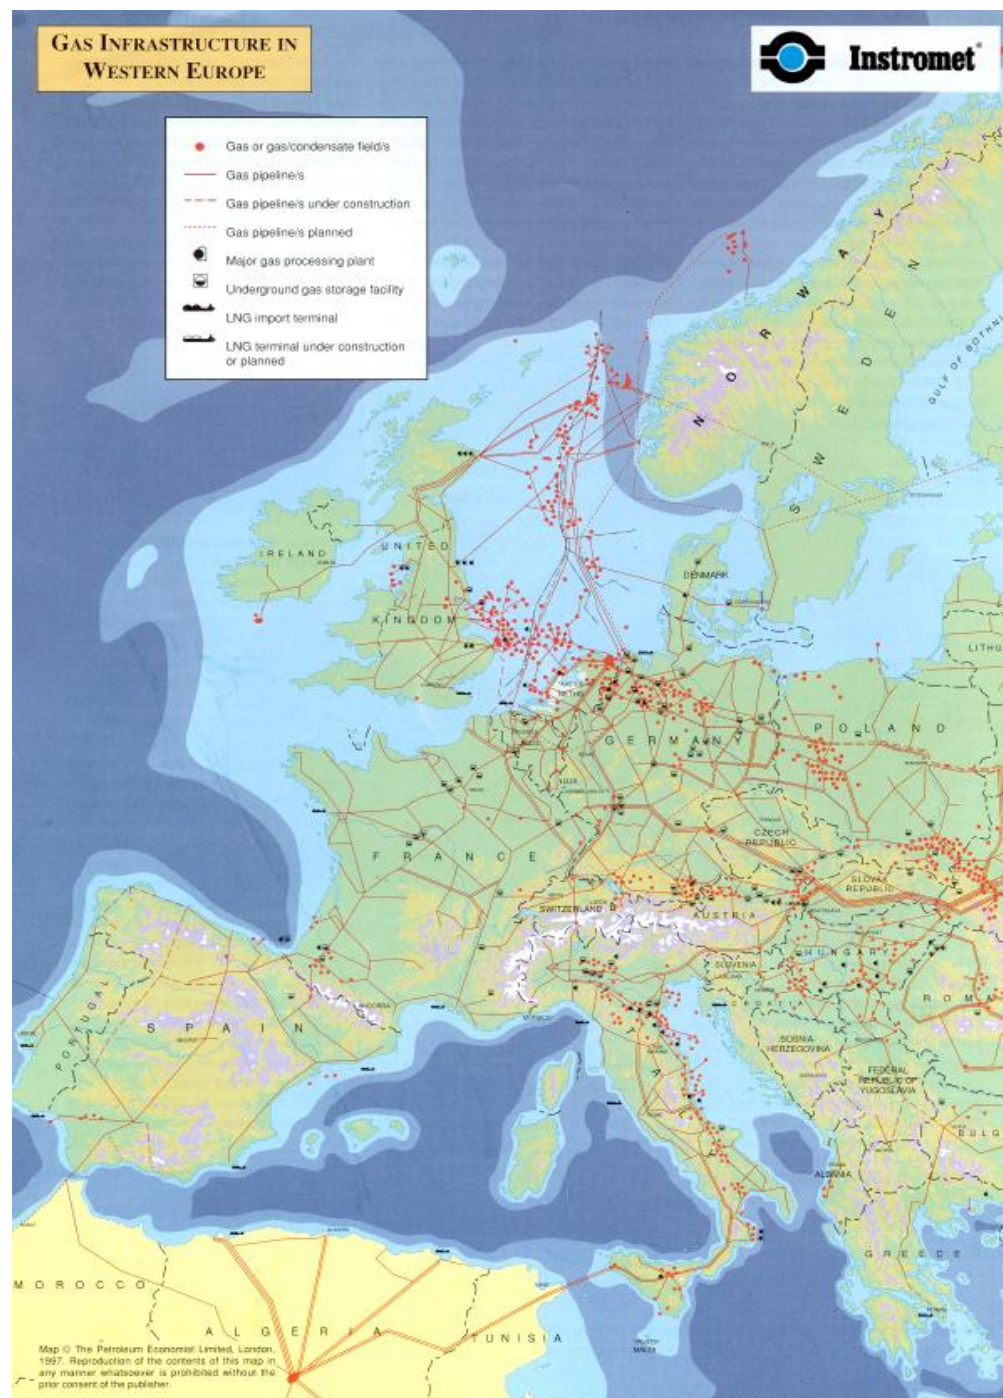 GAS INFRASTRUCTURE IN
WESTERN EUROPE
Instromet®
Gas or gas/condensate field/s
Gas pipeline/s
Gas pipeline/s under construction
Gas pipeline/s planned
Major gas processing plant
Underground gas storage facility
LNG import terminal
LNG terminal under construction
or planned
NORWAY
SWEDEN
GULF OF BOTHNI
IRELAND
UNITED
KINGDOM
DENMARK
LITHU
POLAND
GERMANY
LUX
CZECH
REPUBLIC
FRANCE
SLOVAK
REPUBLIC
SWITZERLAND
AUSTRIA
HUNGARY
SLOVENIA
CROATIA
ROMA
ANDORRA
MONACO
PORTUGAL
SPAIN
BOSNIA-
HERZEGOVINA
FEDERAL
REPUBLIC OF
YUGOSLAVIA
BULG
ALBANIA
GREECE
MOROCCO
ALGERIA
TUNISIA
MALTA
Map © The Petroleum Economist Limited, London,
1997. Reproduction of the contents of this map in
any manner whatsoever is prohibited without the
prior consent of the publisher.